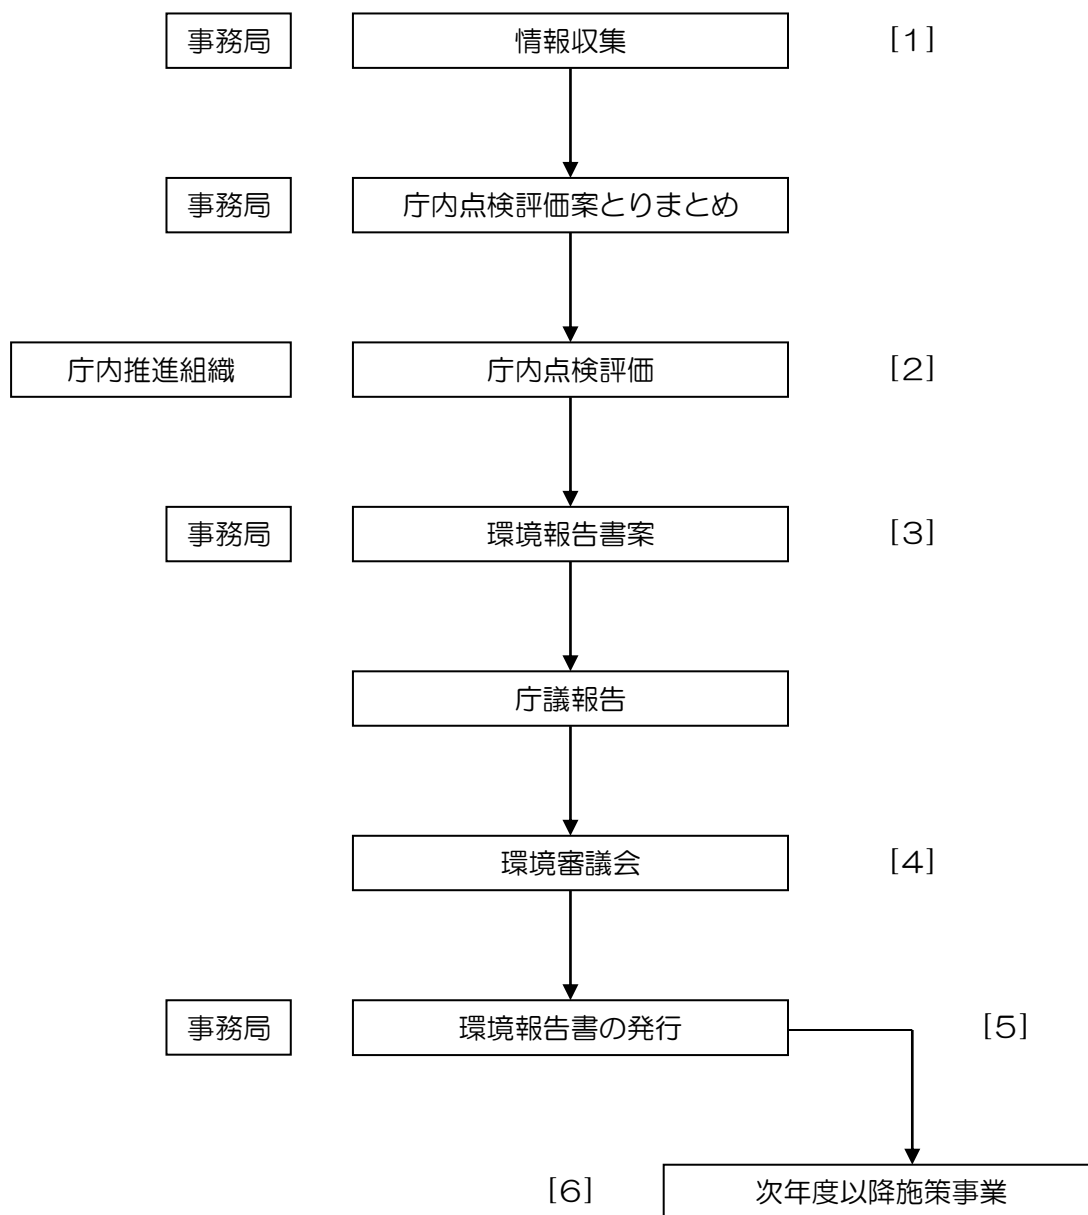 事務局 情報収集 [1]
事務局 庁内点検評価案とりまとめ
庁内推進組織 庁内点検評価 [2]
事務局 環境報告書案 [3]
庁議報告
環境審議会 [4]
事務局 環境報告書の発行 [5]
[6] 次年度以降施策事業